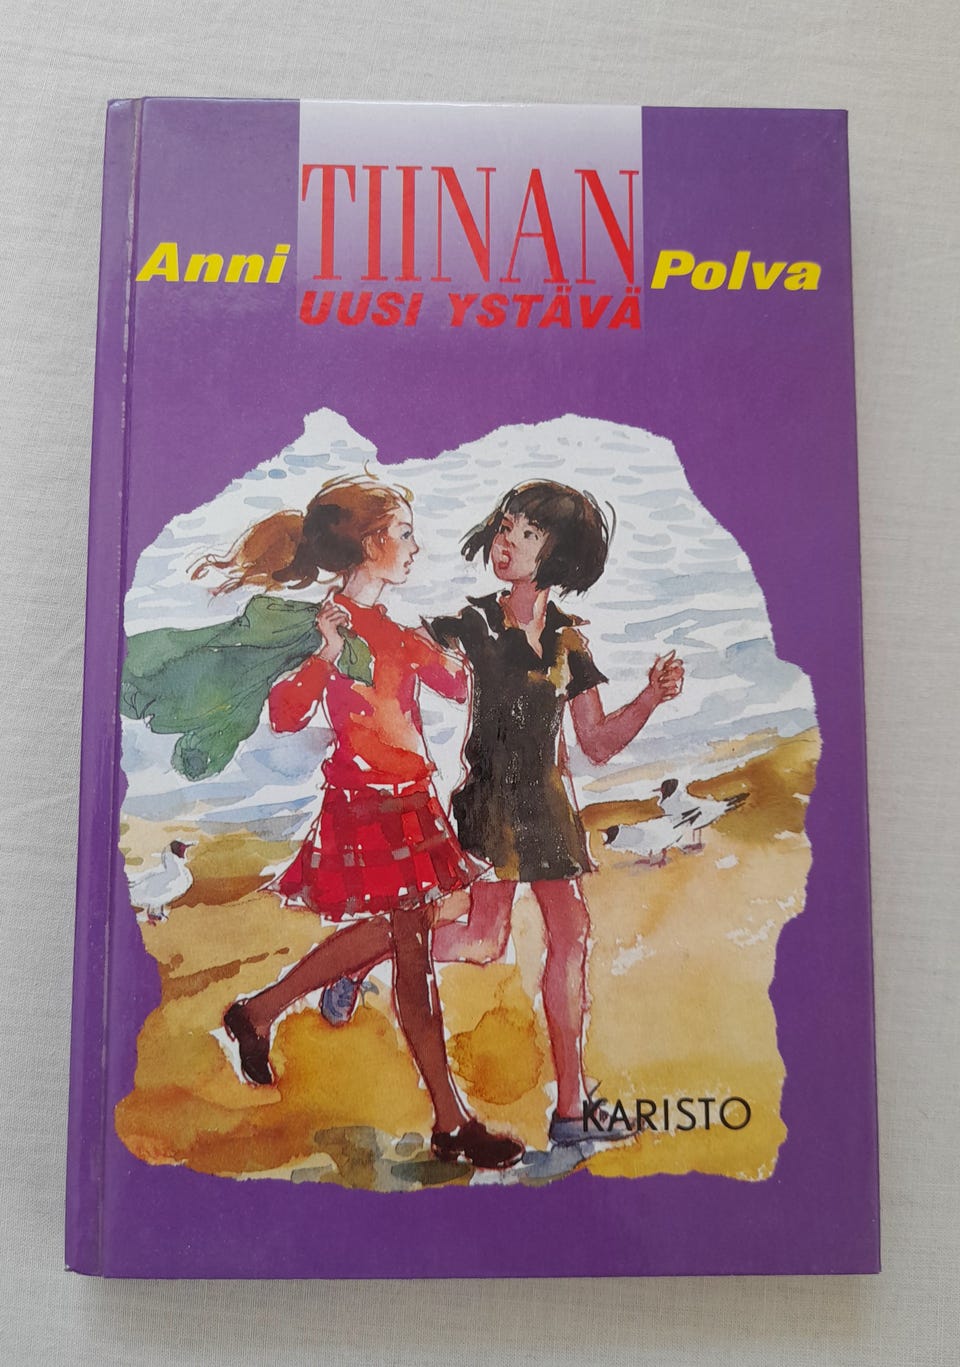 Anni TIINAN Polva
UUSI YSTÄVÄ
KARISTO